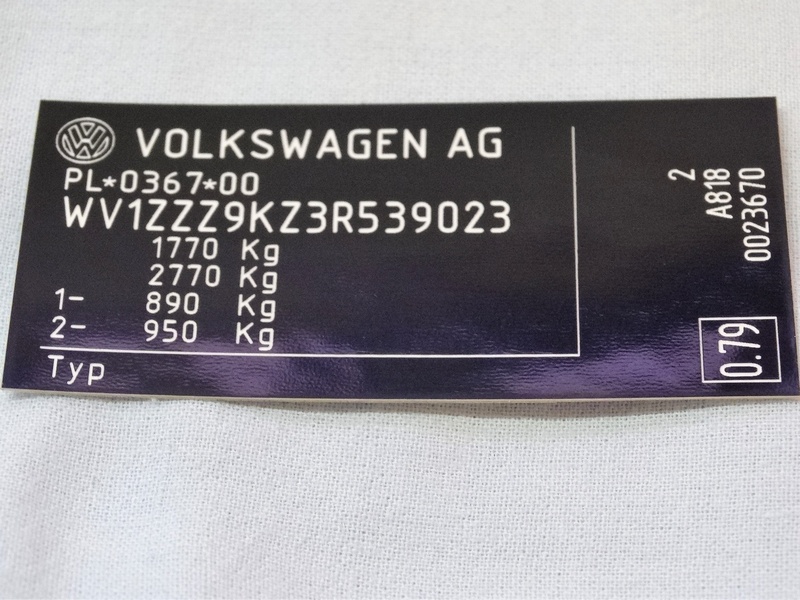 VOLKSWAGEN AG
PL*0367*00
WV1ZZZ9KZ3R539023
1770 Kg
2770 Kg
1- 890 Kg
2- 950 Kg
Typ
2
A818
0023670
0.79